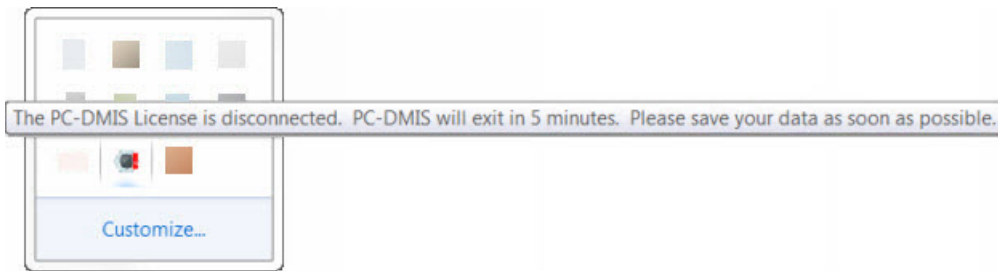 The PC-DMIS License is disconnected. PC-DMIS will exit in 5 minutes. Please save your data as soon as possible.
Customize...